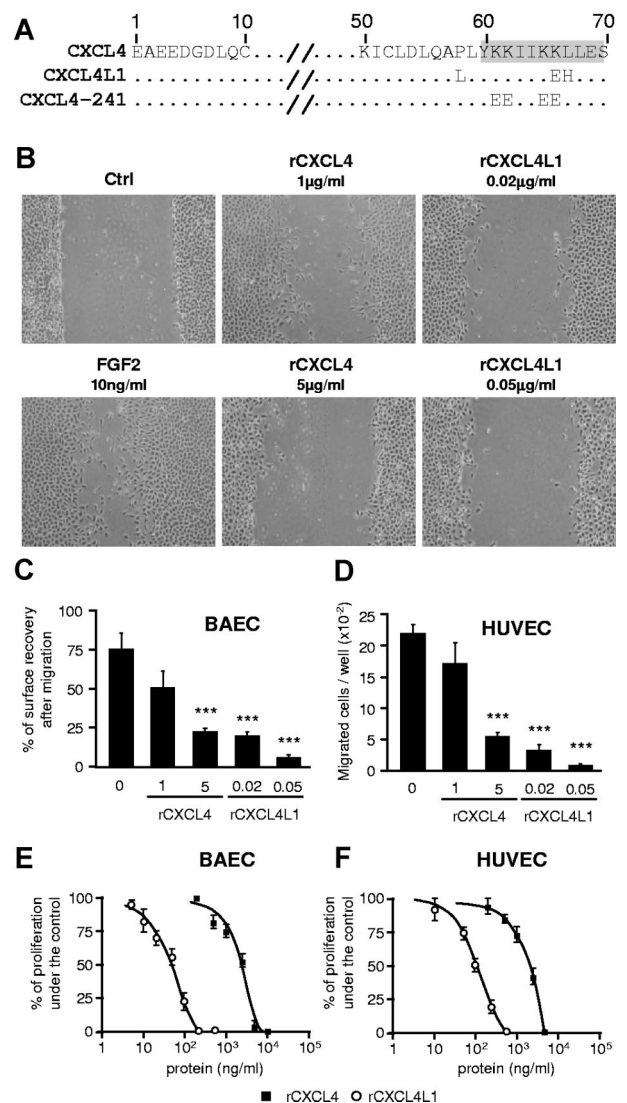 A
1 10 50 60 70
CXCL4 EAEEDGDLQC....//....KICLDLQAPLYKKIIKKLLES
CXCL4L1 ..............//............L.......EH....
CXCL4-241 ..............//...............EE..EE.....
B
Ctrl
rCXCL4
1µg/ml
rCXCL4L1
0.02µg/ml
FGF2
10ng/ml
rCXCL4
5µg/ml
rCXCL4L1
0.05µg/ml
C
BAEC
% of surface recovery
after migration
100
75
50
25
0
***
***
***
0 1 5 0.02 0.05
rCXCL4 rCXCL4L1
D
HUVEC
Migrated cells / well (x10-2)
25
20
15
10
5
0
***
***
***
0 1 5 0.02 0.05
rCXCL4 rCXCL4L1
E
BAEC
% of proliferation
under the control
100
75
50
25
0
1 10 10² 10³ 10⁴ 10⁵
protein (ng/ml)
F
HUVEC
% of proliferation
under the control
100
75
50
25
0
1 10 10² 10³ 10⁴ 10⁵
protein (ng/ml)
■ rCXCL4 ○ rCXCL4L1